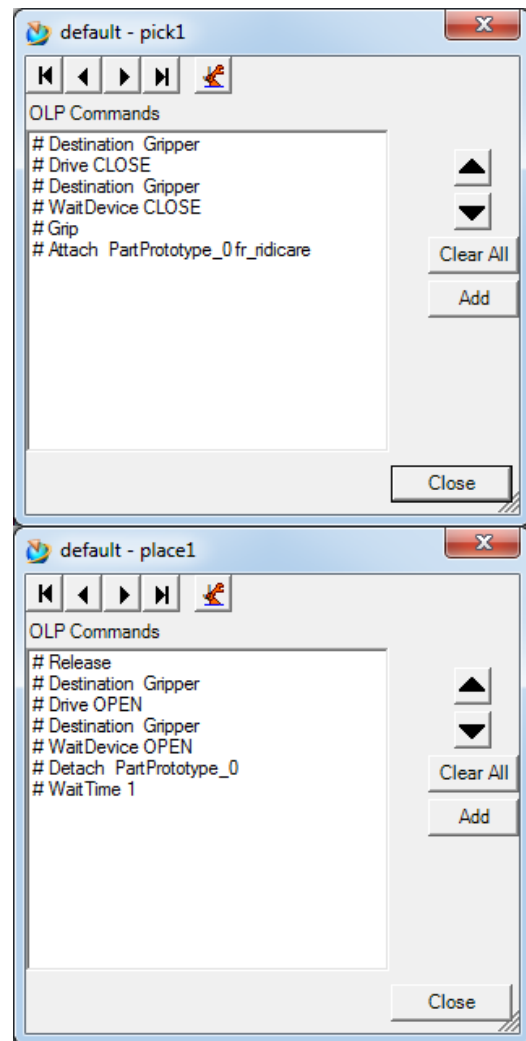 default - pick1
OLP Commands
# Destination  Gripper
# Drive CLOSE
# Destination  Gripper
# WaitDevice CLOSE
# Grip
# Attach  PartPrototype_0 fr_ridicare
Clear All
Add
Close
default - place1
OLP Commands
# Release
# Destination  Gripper
# Drive OPEN
# Destination  Gripper
# WaitDevice OPEN
# Detach  PartPrototype_0
# WaitTime 1
Clear All
Add
Close